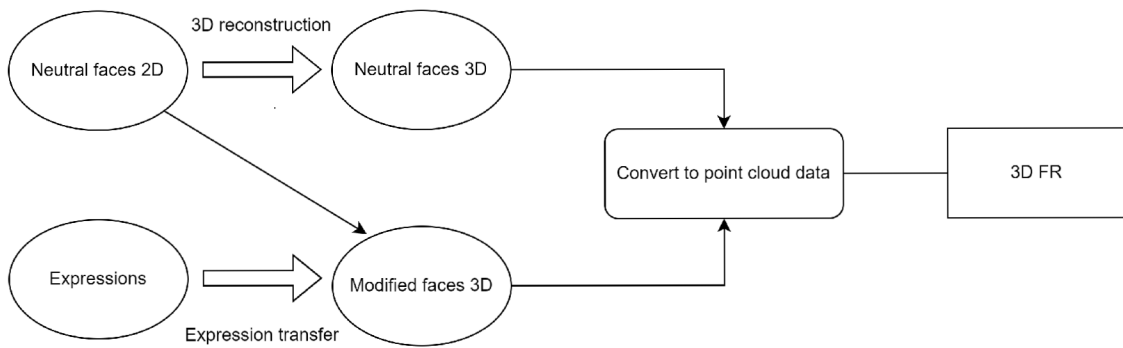 3D reconstruction
Neutral faces 2D
Neutral faces 3D
Convert to point cloud data
3D FR
Expressions
Modified faces 3D
Expression transfer